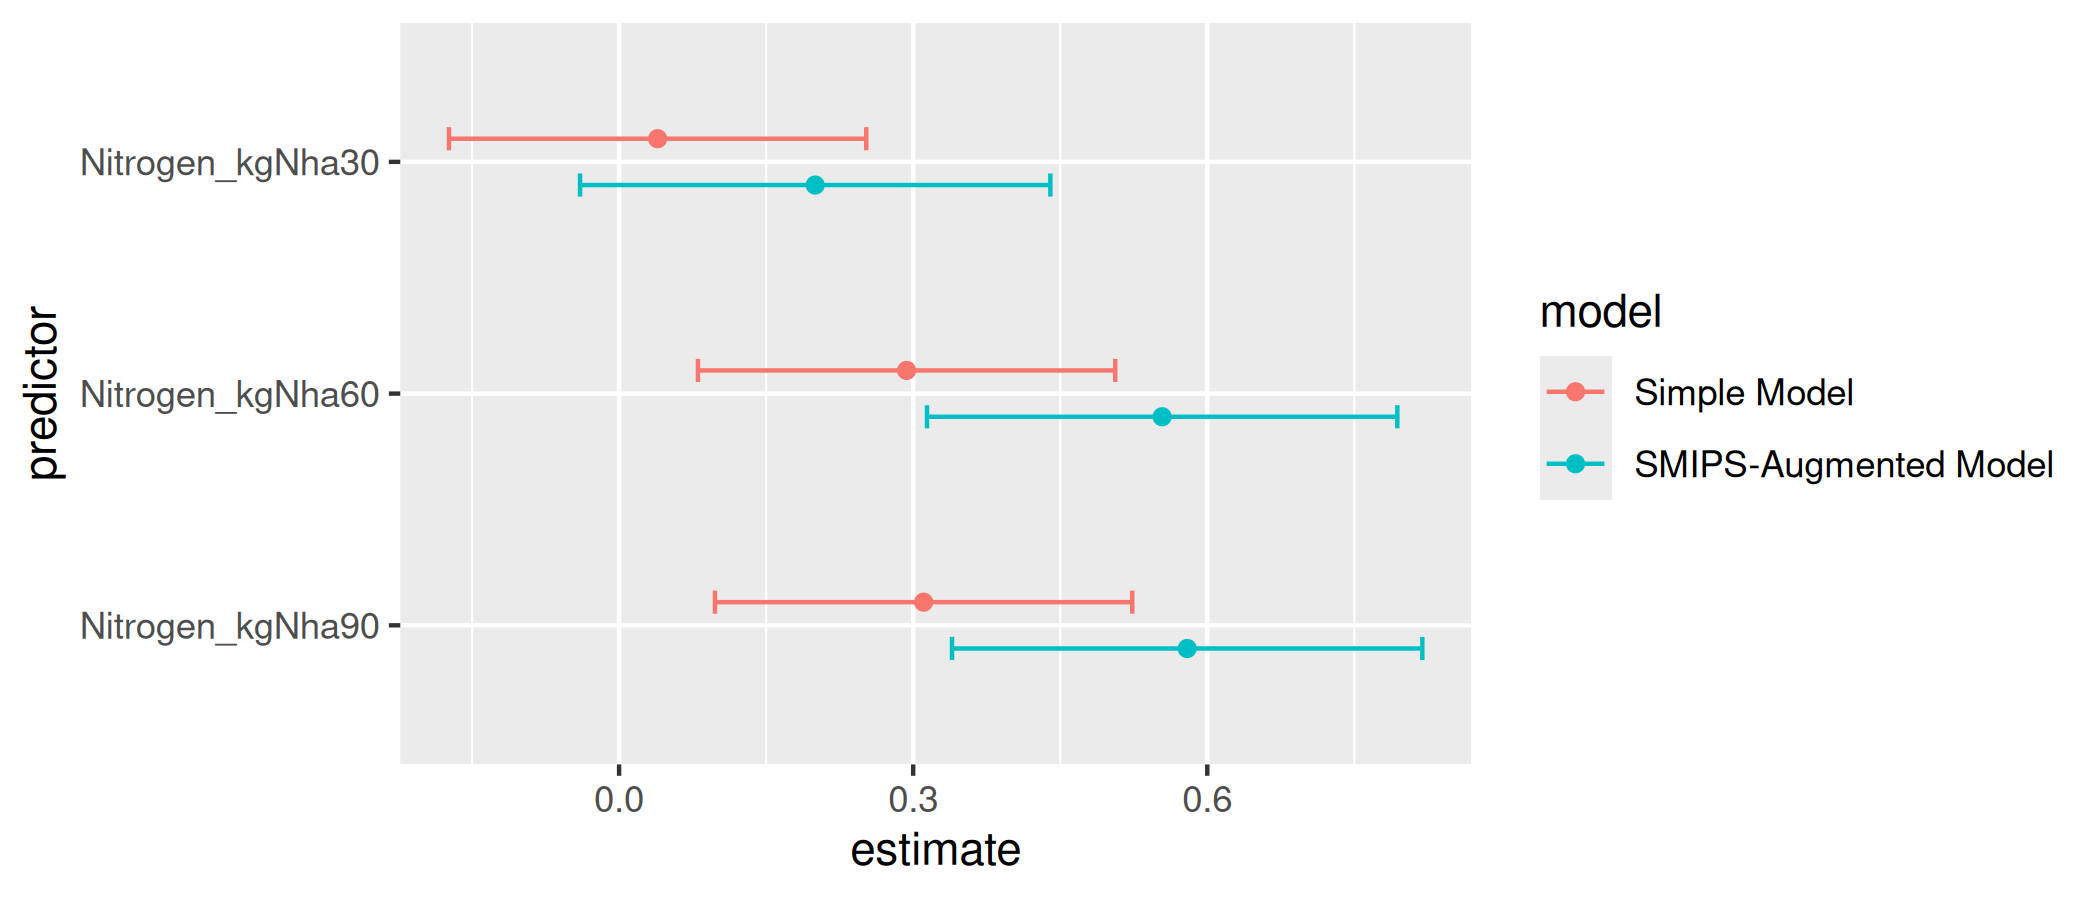 Nitrogen_kgNha30
Nitrogen_kgNha60
Nitrogen_kgNha90
predictor
0.0
0.3
0.6
estimate
model
Simple Model
SMIPS-Augmented Model